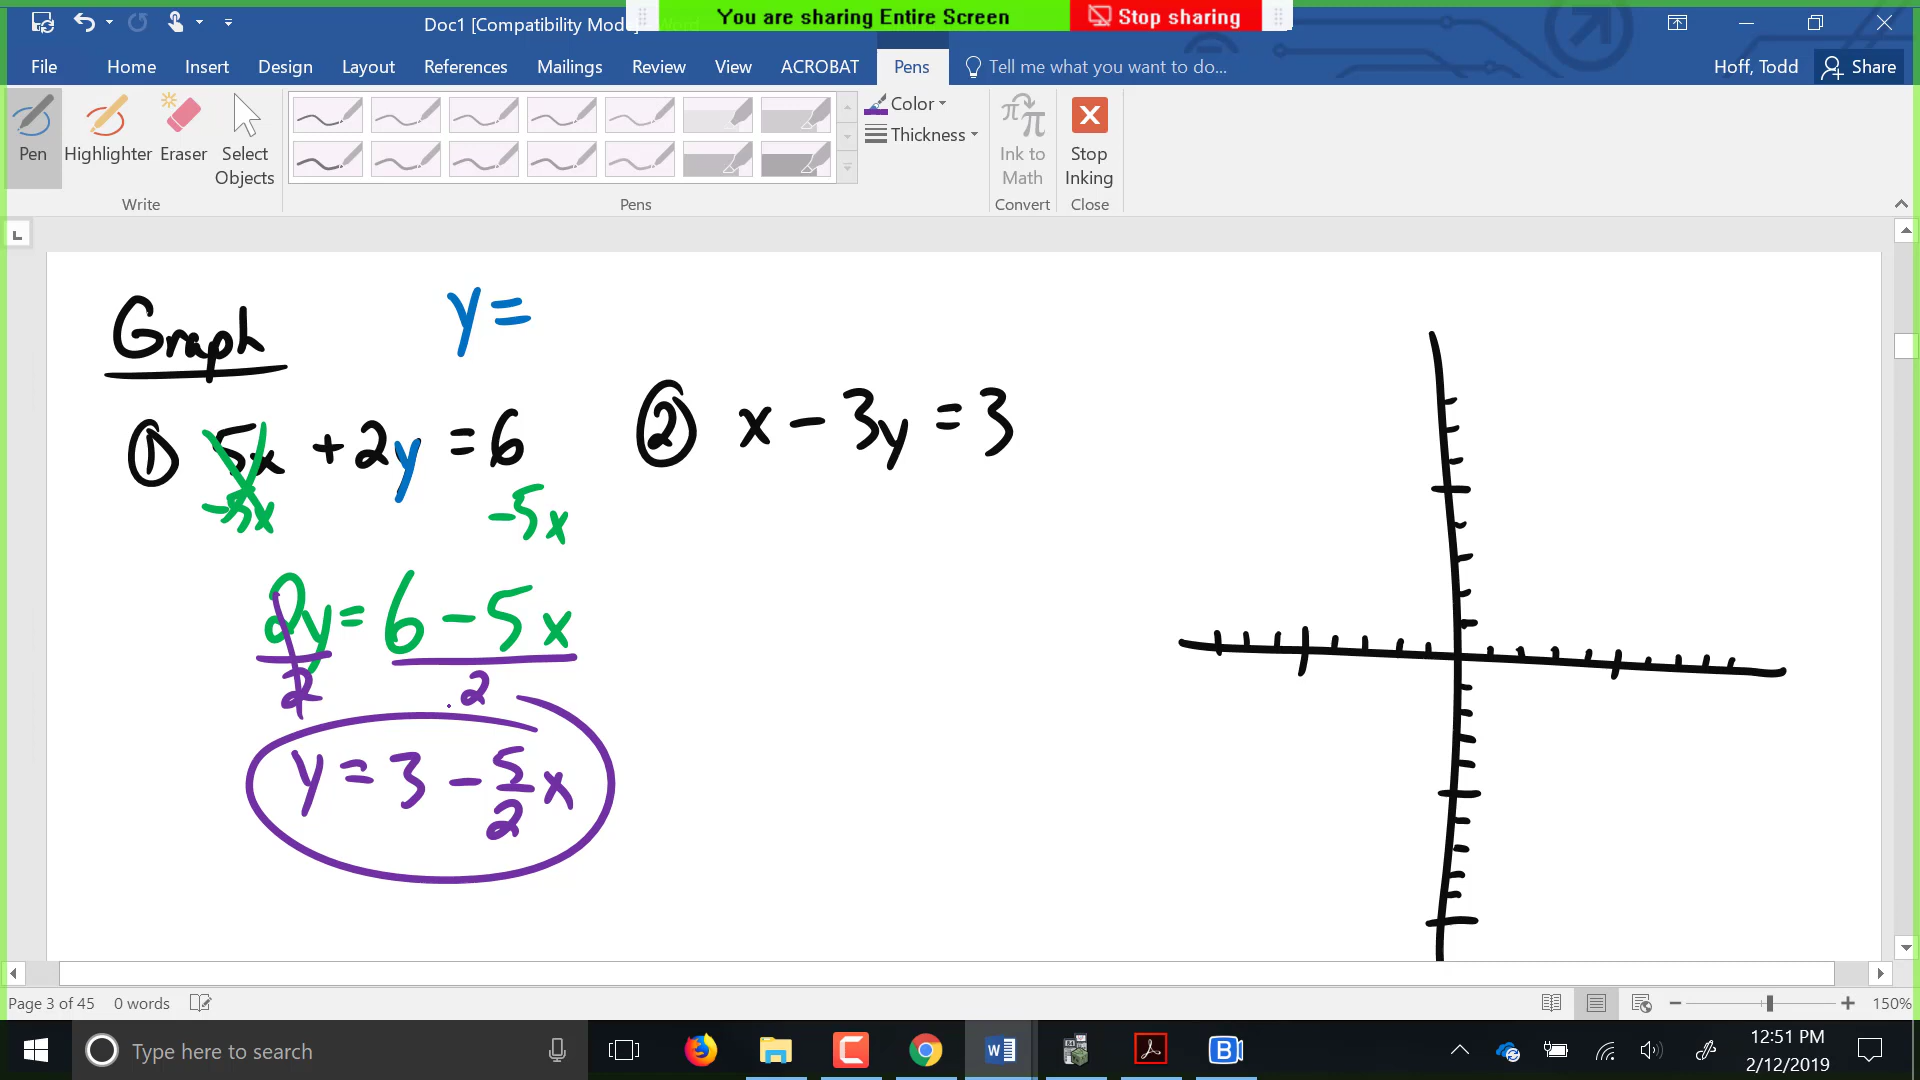 Doc1 [Compatibility Mod
Word
You are sharing Entire Screen
Stop sharing
File Home Insert Design Layout References Mailings Review View ACROBAT Pens Tell me what you want to do... Hoff, Todd Share
Pen Highlighter Eraser Select Objects
Color
Thickness
Ink to Math
Stop Inking
Write Pens Convert Close
Graph
y =
① 5x + 2y = 6
-5x -5x
2y = 6 - 5x
2 2
y = 3 - 5/2 x
② x - 3y = 3
Page 3 of 45 0 words 150%
Type here to search
W B
12:51 PM
2/12/2019